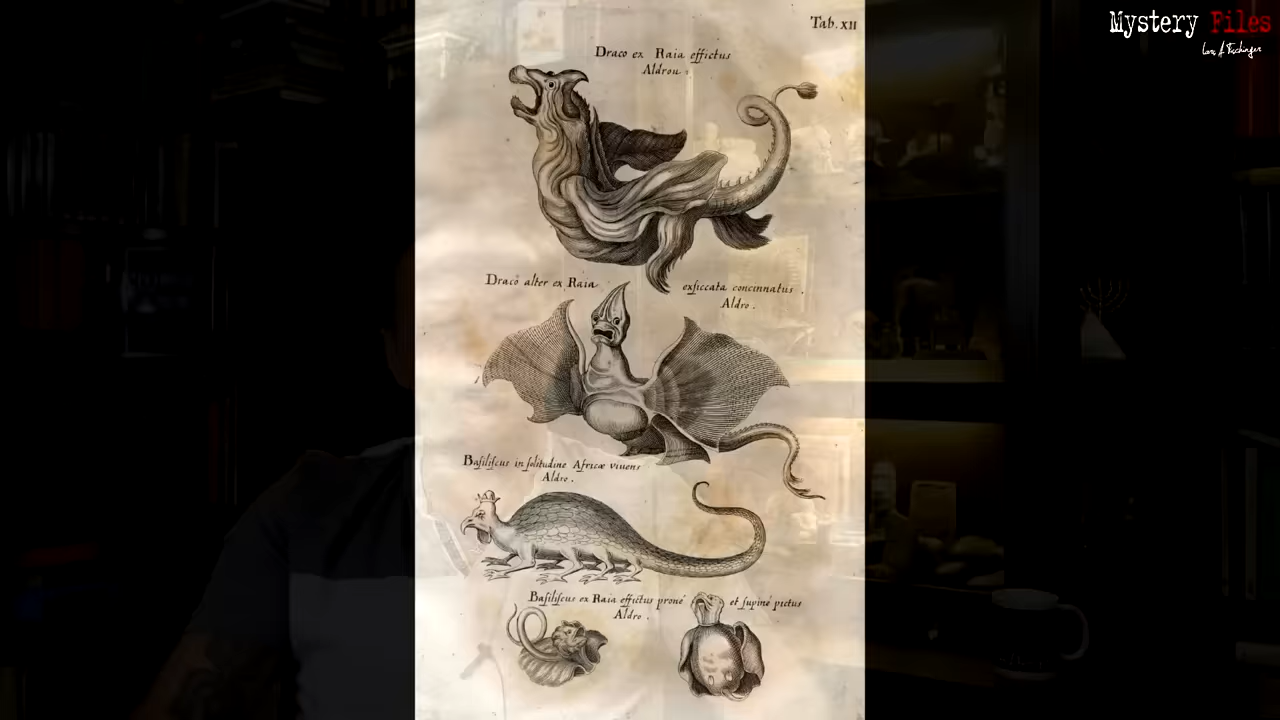 Tab. XII
Mystery Files
Draco ex Raia effictus
Aldrou :
Draco alter ex Raia exsiccata concinnatus .
Aldro .
Basiliscus in solitudine Africæ viuens
Aldro .
Basiliscus ex Raia effictus proné et supiné pictus
Aldro .